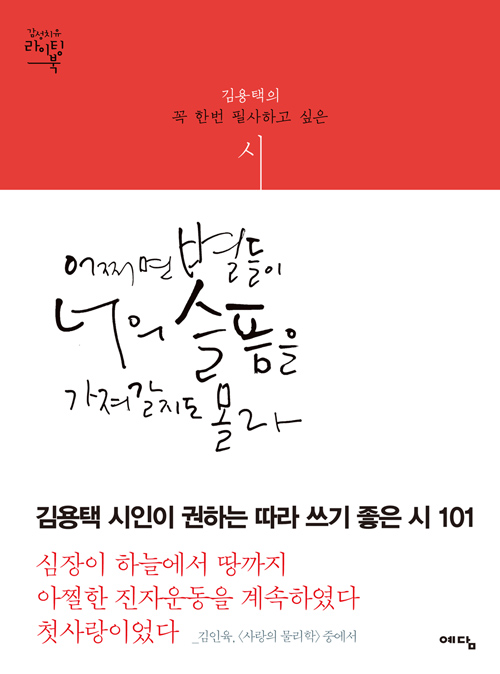 감성치유
라이팅
북
김용택의
꼭 한번 필사하고 싶은
시
어쩌면 별들이
너의 슬픔을
가져갈지도 몰라
김용택 시인이 권하는 따라 쓰기 좋은 시 101
심장이 하늘에서 땅까지
아찔한 진자운동을 계속하였다
첫사랑이었다 _김인육, 〈사랑의 물리학〉 중에서
예담